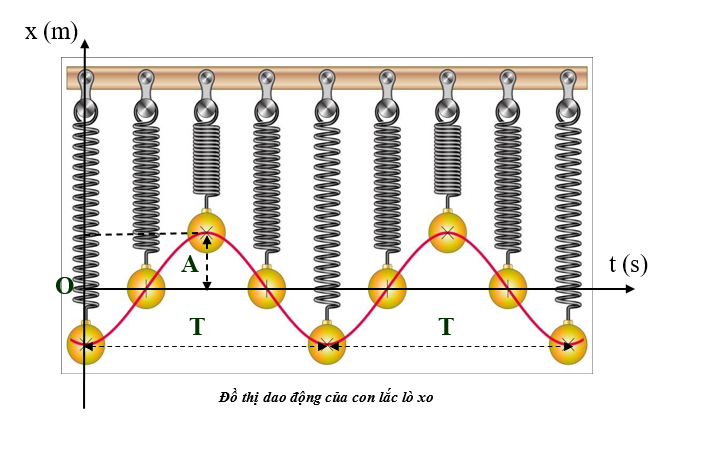 x (m)
A
t (s)
O
T
T
Đồ thị dao động của con lắc lò xo